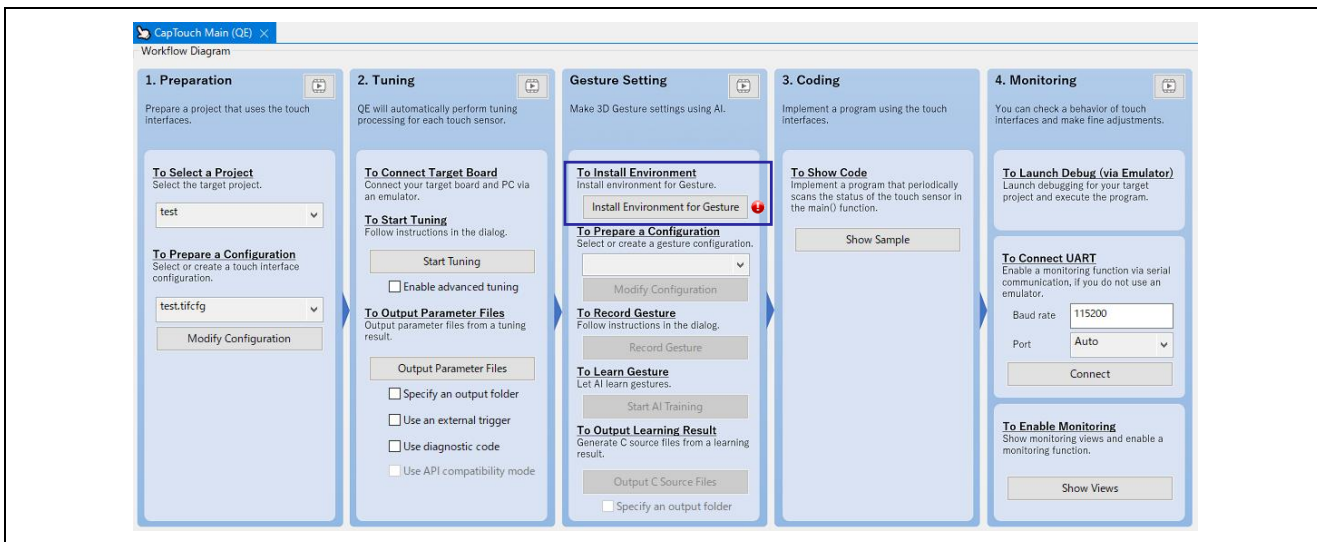 CapTouch Main (QE)
Workflow Diagram
1. Preparation
Prepare a project that uses the touch
interfaces.
To Select a Project
Select the target project.
test
To Prepare a Configuration
Select or create a touch interface
configuration.
test.tifcfg
Modify Configuration
2. Tuning
QE will automatically perform tuning
processing for each touch sensor.
To Connect Target Board
Connect your target board and PC via
an emulator.
To Start Tuning
Follow instructions in the dialog.
Start Tuning
Enable advanced tuning
To Output Parameter Files
Output parameter files from a tuning
result.
Output Parameter Files
Specify an output folder
Use an external trigger
Use diagnostic code
Use API compatibility mode
Gesture Setting
Make 3D Gesture settings using AI.
To Install Environment
Install environment for Gesture.
Install Environment for Gesture
To Prepare a Configuration
Select or create a gesture configuration.
Modify Configuration
To Record Gesture
Follow instructions in the dialog.
Record Gesture
To Learn Gesture
Let AI learn gestures.
Start AI Training
To Output Learning Result
Generate C source files from a learning
result.
Output C Source Files
Specify an output folder
3. Coding
Implement a program using the touch
interfaces.
To Show Code
Implement a program that periodically
scans the status of the touch sensor in
the main() function.
Show Sample
4. Monitoring
You can check a behavior of touch
interfaces and make fine adjustments.
To Launch Debug (via Emulator)
Launch debugging for your target
project and execute the program.
To Connect UART
Enable a monitoring function via serial
communication, if you do not use an
emulator.
Baud rate 115200
Port Auto
Connect
To Enable Monitoring
Show monitoring views and enable a
monitoring function.
Show Views